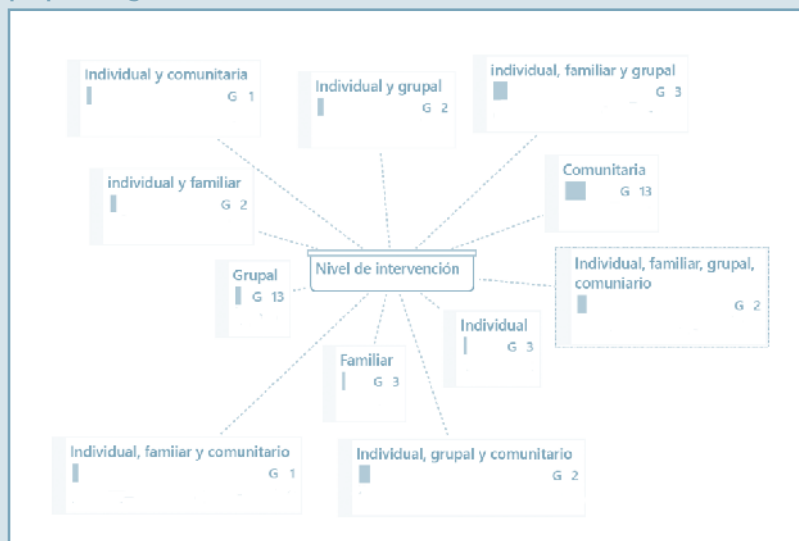 Individual y comunitaria
G 1
Individual y grupal
G 2
individual, familiar y grupal
G 3
individual y familiar
G 2
Comunitaria
G 13
Nivel de intervención
Grupal
G 13
Individual, familiar, grupal,
comuniario
G 2
Individual
G 3
Familiar
G 3
Individual, famiiar y comunitario
G 1
Individual, grupal y comunitario
G 2